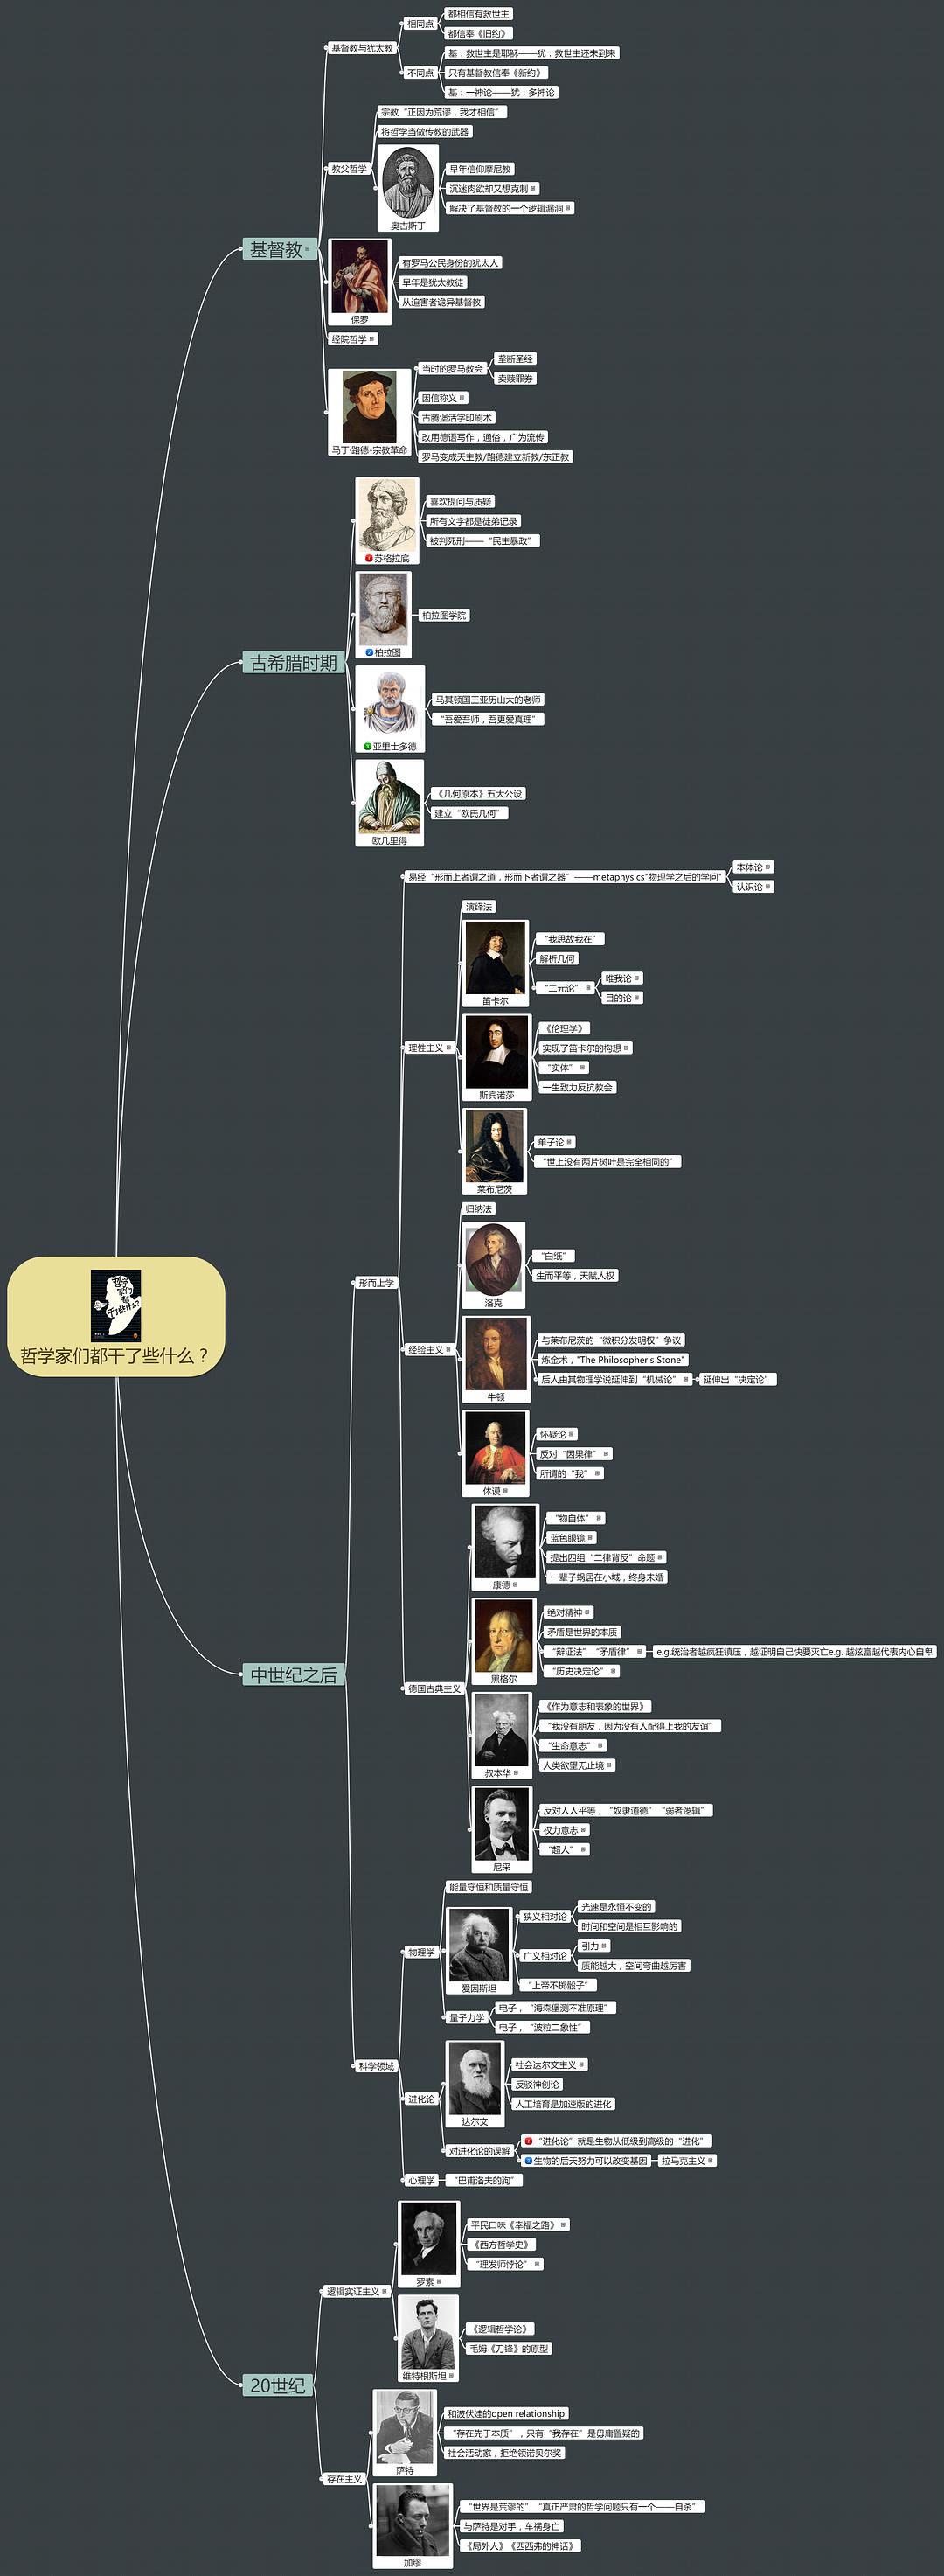 哲学家们都干了些什么？
哲学家们都干了些什么?
基督教
基督教与犹太教
相同点
都相信有救世主
都信奉《旧约》
不同点
基：救世主是耶稣——犹：救世主还未到来
只有基督教信奉《新约》
基：一神论——犹：多神论
教父哲学
宗教“正因为荒谬，我才相信”
将哲学当做传教的武器
奥古斯丁
早年信仰摩尼教
沉迷肉欲却又想克制
解决了基督教的一个逻辑漏洞
保罗
有罗马公民身份的犹太人
早年是犹太教徒
从迫害者诡异基督教
经院哲学
马丁·路德-宗教革命
当时的罗马教会
垄断圣经
卖赎罪券
因信称义
古腾堡活字印刷术
改用德语写作，通俗，广为流传
罗马变成天主教/路德建立新教/东正教
古希腊时期
苏格拉底
喜欢提问与质疑
所有文字都是徒弟记录
被判死刑——“民主暴政”
柏拉图
柏拉图学院
亚里士多德
马其顿国王亚历山大的老师
“吾爱吾师，吾更爱真理”
欧几里得
《几何原本》五大公设
建立“欧氏几何”
中世纪之后
形而上学
易经“形而上者谓之道，形而下者谓之器”——metaphysics"物理学之后的学问"
本体论
认识论
理性主义
演绎法
笛卡尔
“我思故我在”
解析几何
“二元论”
唯我论
目的论
斯宾诺莎
《伦理学》
实现了笛卡尔的构想
“实体”
一生致力反抗教会
莱布尼茨
单子论
“世上没有两片树叶是完全相同的”
经验主义
归纳法
洛克
“白纸”
生而平等，天赋人权
牛顿
与莱布尼茨的“微积分发明权”争议
炼金术，"The Philosopher's Stone"
后人由其物理学说延伸到“机械论”
延伸出“决定论”
休谟
怀疑论
反对“因果律”
所谓的“我”
德国古典主义
康德
“物自体”
蓝色眼镜
提出四组“二律背反”命题
一辈子蜗居在小城，终身未婚
黑格尔
绝对精神
矛盾是世界的本质
“辩证法”“矛盾律”
e.g.统治者越疯狂镇压，越证明自己快要灭亡e.g. 越炫富越代表内心自卑
“历史决定论”
叔本华
《作为意志和表象的世界》
“我没有朋友，因为没有人配得上我的友谊”
“生命意志”
人类欲望无止境
尼采
反对人人平等，“奴隶道德”“弱者逻辑”
权力意志
“超人”
科学领域
物理学
能量守恒和质量守恒
爱因斯坦
狭义相对论
光速是永恒不变的
时间和空间是相互影响的
广义相对论
引力
质能越大，空间弯曲越厉害
“上帝不掷骰子”
量子力学
电子，“海森堡测不准原理”
电子，“波粒二象性”
进化论
达尔文
社会达尔文主义
反驳神创论
人工培育是加速版的进化
对进化论的误解
“进化论”就是生物从低级到高级的“进化”
生物的后天努力可以改变基因
拉马克主义
心理学
“巴甫洛夫的狗”
20世纪
逻辑实证主义
罗素
平民口味《幸福之路》
《西方哲学史》
“理发师悖论”
维特根斯坦
《逻辑哲学论》
毛姆《刀锋》的原型
存在主义
萨特
和波伏娃的open relationship
“存在先于本质”，只有“我存在”是毋庸置疑的
社会活动家，拒绝领诺贝尔奖
加缪
“世界是荒谬的”“真正严肃的哲学问题只有一个——自杀”
与萨特是对手，车祸身亡
《局外人》《西西弗的神话》